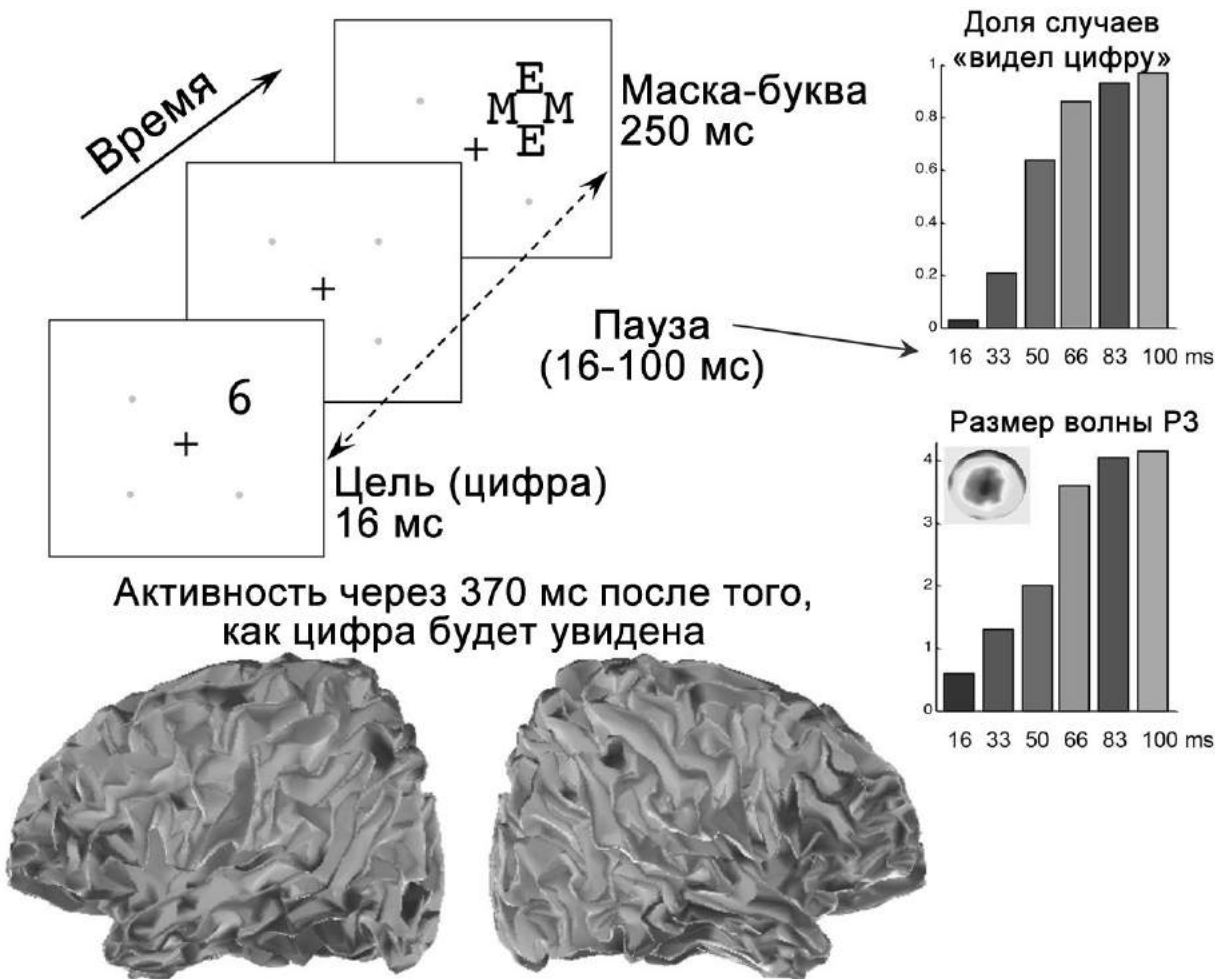 Время
E
M M
E
+
Маска-буква
250 мс
+
Пауза
(16-100 мс)
6
+
Цель (цифра)
16 мс
Доля случаев
«видел цифру»
1
0.8
0.6
0.4
0.2
0
16 33 50 66 83 100 ms
Размер волны P3
4
3
2
1
0
16 33 50 66 83 100 ms
Активность через 370 мс после того,
как цифра будет увидена